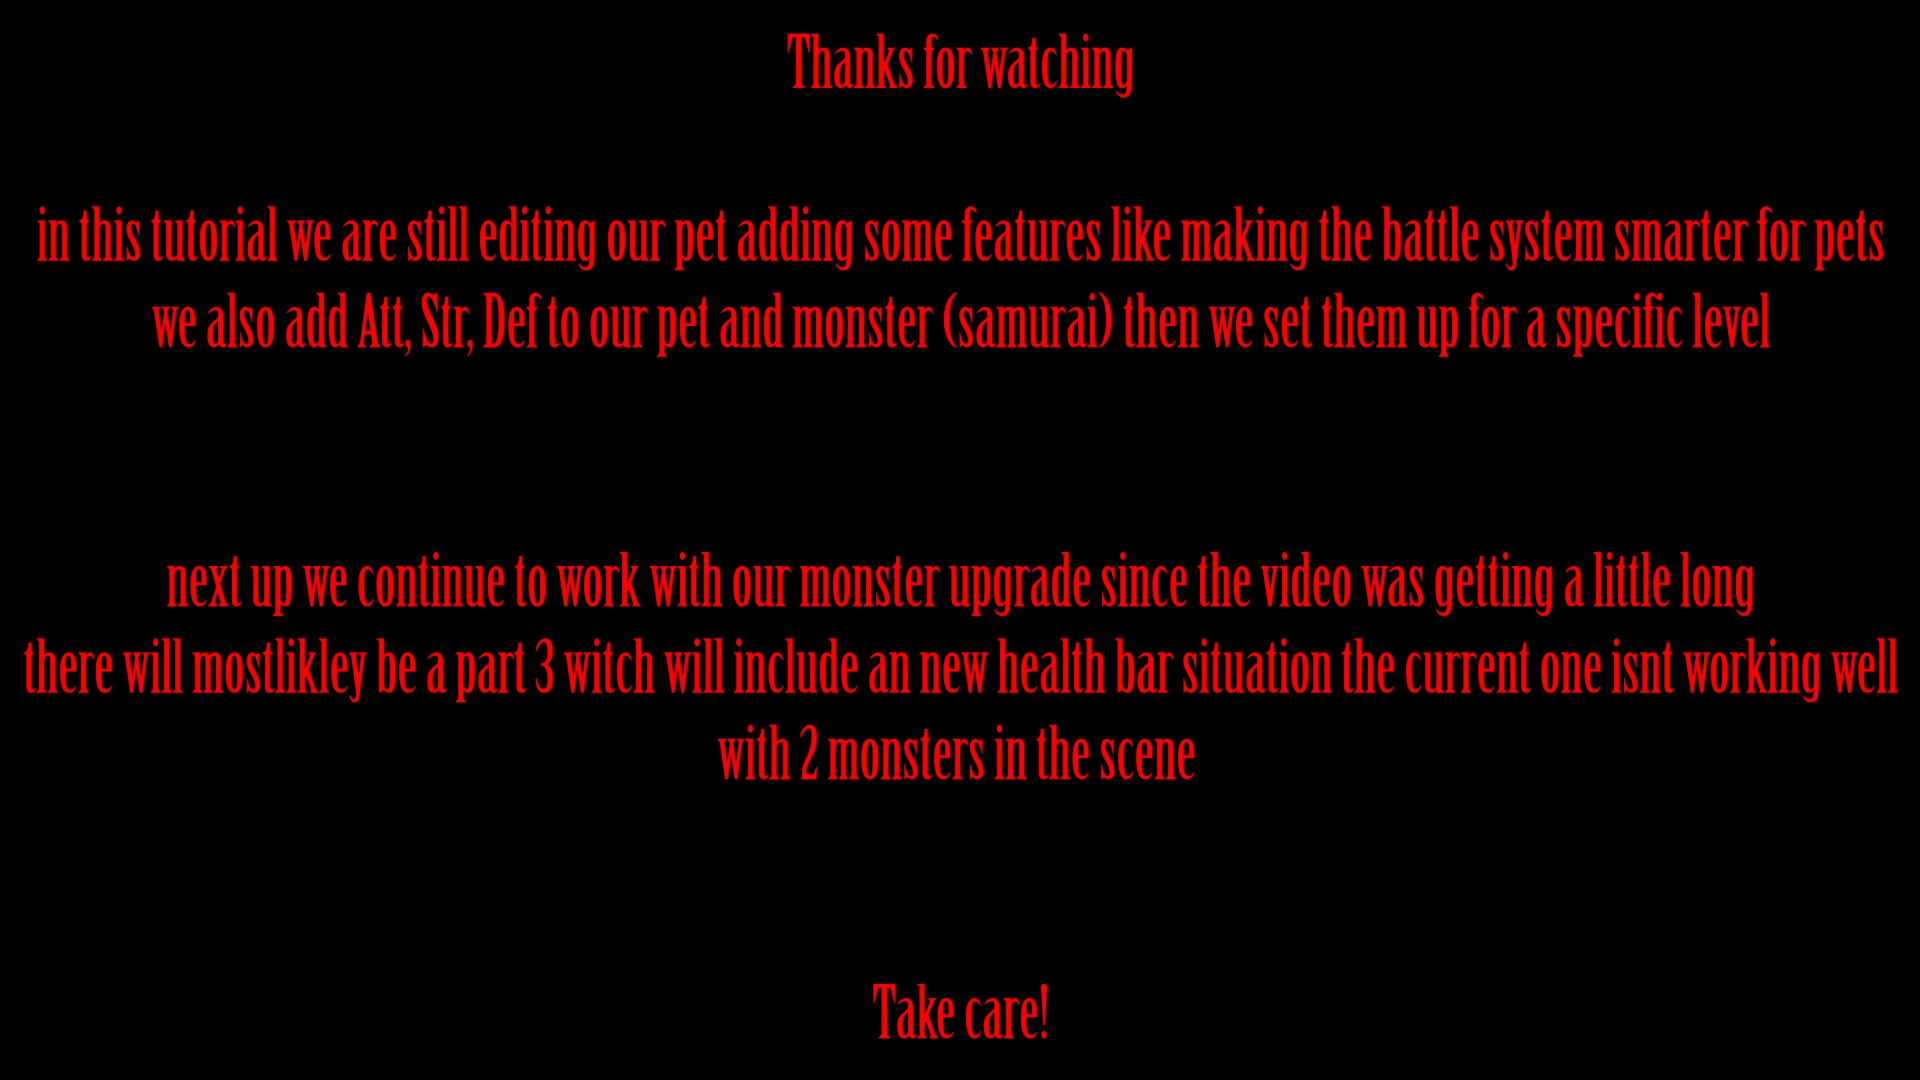 Thanks for watching
in this tutorial we are still editing our pet adding some features like making the battle system smarter for pets
we also add Att, Str, Def to our pet and monster (samurai) then we set them up for a specific level
next up we continue to work with our monster upgrade since the video was getting a little long
there will mostlikley be a part 3 witch will include an new health bar situation the current one isnt working well
with 2 monsters in the scene
Take care!